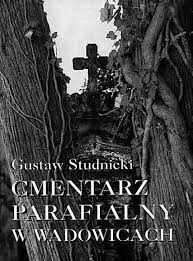 Gustaw Studnicki
CMENTARZ
PARAFIALNY
W WADOWICACH